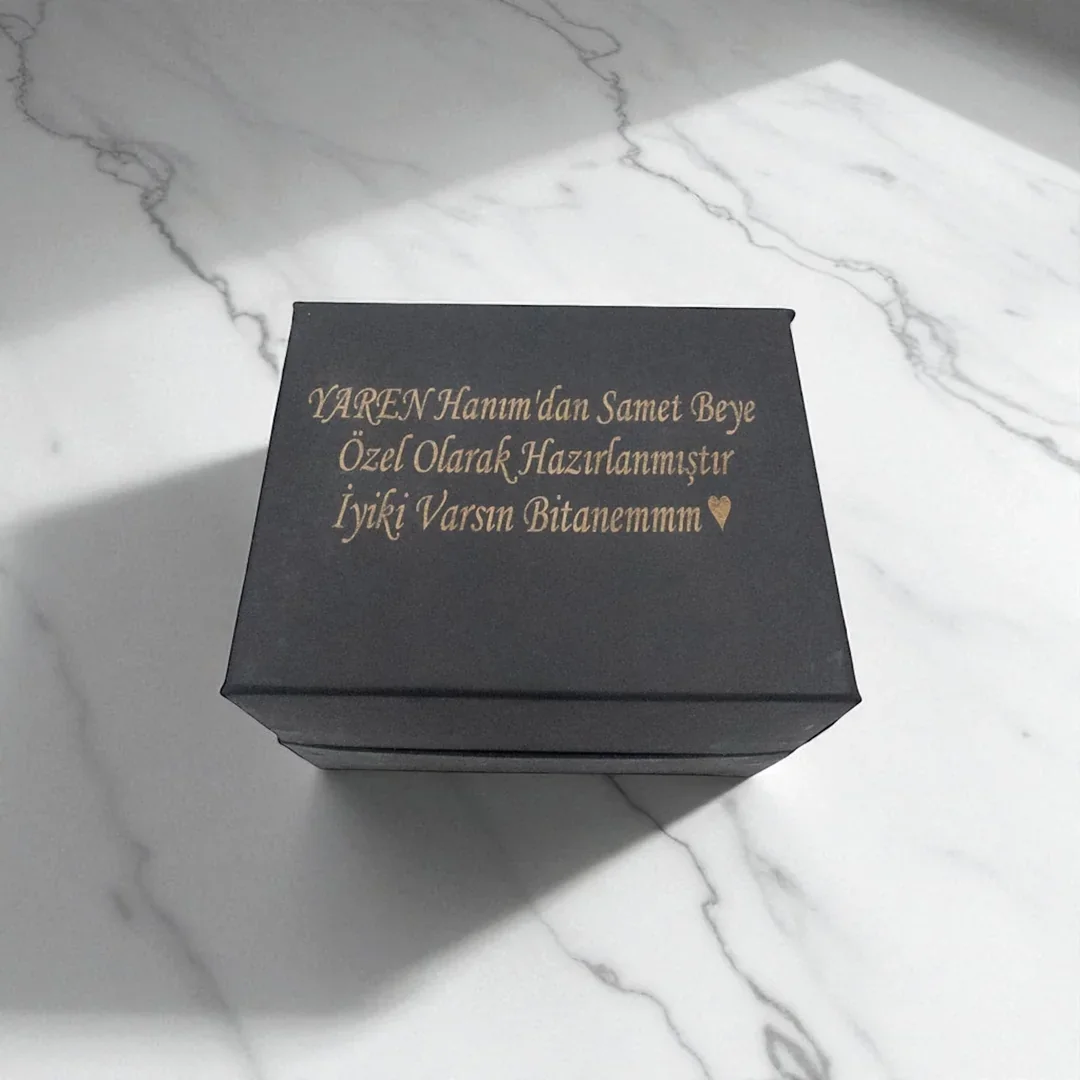 YAREN Hanım'dan Samet Beye
Özel Olarak Hazırlanmıştır
İyiki Varsın Bitanemmm♥